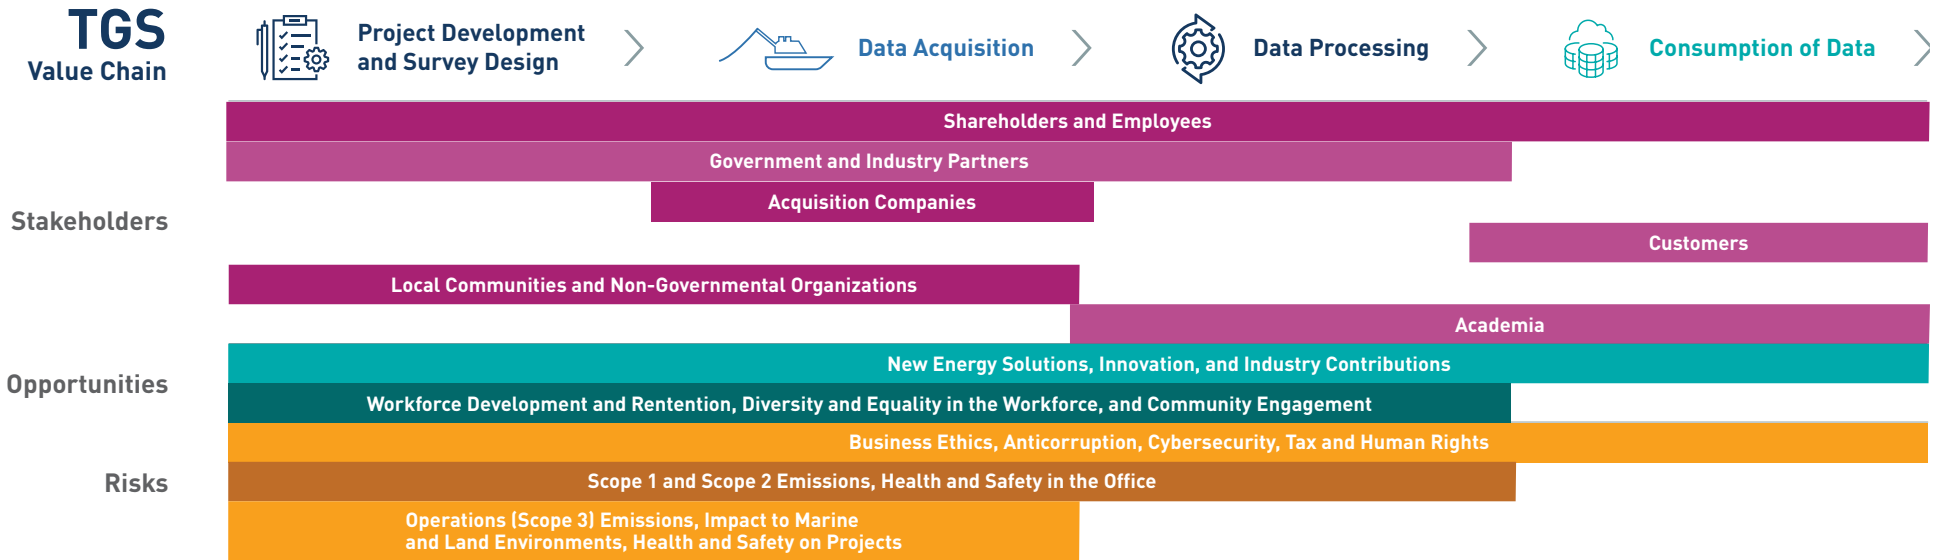 TGS
Value Chain
Project Development
and Survey Design
Data Acquisition
Data Processing
Consumption of Data
Stakeholders
Shareholders and Employees
Government and Industry Partners
Acquisition Companies
Customers
Local Communities and Non-Governmental Organizations
Academia
Opportunities
New Energy Solutions, Innovation, and Industry Contributions
Workforce Development and Rentention, Diversity and Equality in the Workforce, and Community Engagement
Risks
Business Ethics, Anticorruption, Cybersecurity, Tax and Human Rights
Scope 1 and Scope 2 Emissions, Health and Safety in the Office
Operations (Scope 3) Emissions, Impact to Marine
and Land Environments, Health and Safety on Projects